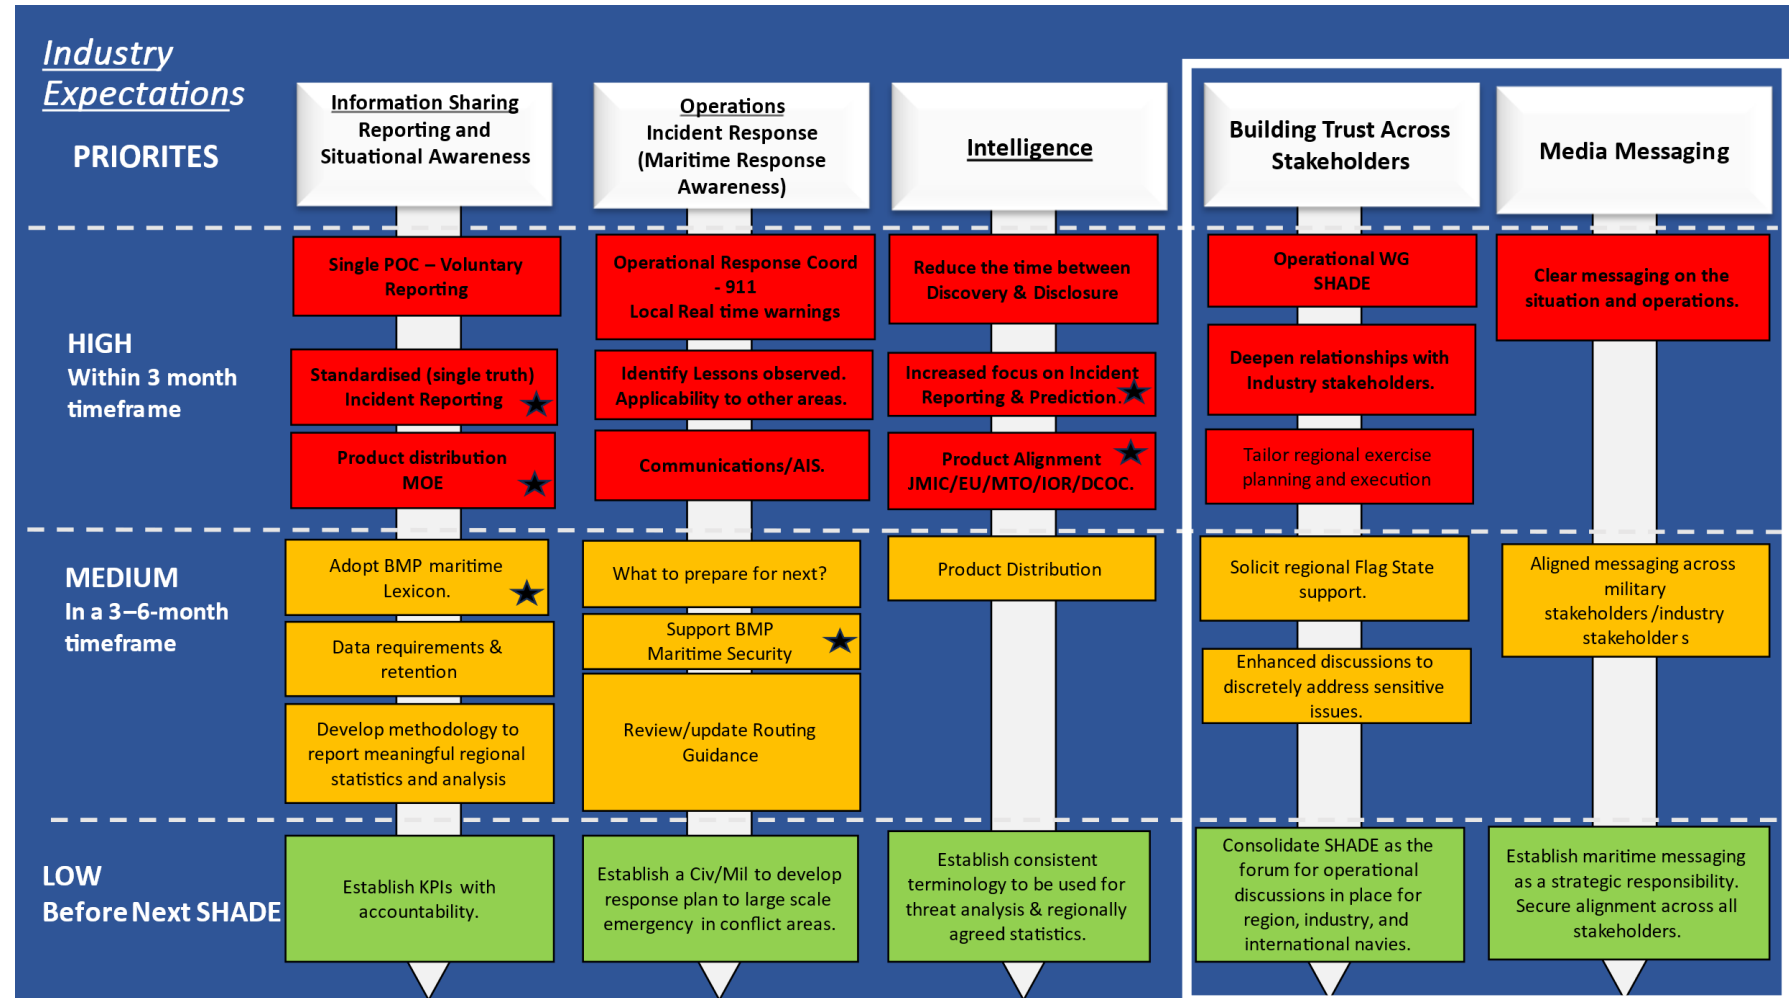 Industry
Expectations
PRIORITES
Information Sharing
Reporting and
Situational Awareness
Operations
Incident Response
(Maritime Response
Awareness)
Intelligence
Building Trust Across
Stakeholders
Media Messaging
HIGH
Within 3 month
timeframe
Single POC – Voluntary
Reporting
Standardised (single truth)
Incident Reporting
Product distribution
MOE
Operational Response Coord
- 911
Local Real time warnings
Identify Lessons observed.
Applicability to other areas.
Communications/AIS.
Reduce the time between
Discovery & Disclosure
Increased focus on Incident
Reporting & Prediction.
Product Alignment
JMIC/EU/MTO/IOR/DCOC.
Operational WG
SHADE
Deepen relationships with
Industry stakeholders.
Tailor regional exercise
planning and execution
Clear messaging on the
situation and operations.
MEDIUM
In a 3–6-month
timeframe
Adopt BMP maritime
Lexicon.
Data requirements &
retention
Develop methodology to
report meaningful regional
statistics and analysis
What to prepare for next?
Support BMP
Maritime Security
Review/update Routing
Guidance
Product Distribution
Solicit regional Flag State
support.
Enhanced discussions to
discretely address sensitive
issues.
Aligned messaging across
military
stakeholders/industry
stakeholders
LOW
Before Next SHADE
Establish KPIs with
accountability.
Establish a Civ/Mil to develop
response plan to large scale
emergency in conflict areas.
Establish consistent
terminology to be used for
threat analysis & regionally
agreed statistics.
Consolidate SHADE as the
forum for operational
discussions in place for
region, industry, and
international navies.
Establish maritime messaging
as a strategic responsibility.
Secure alignment across all
stakeholders.